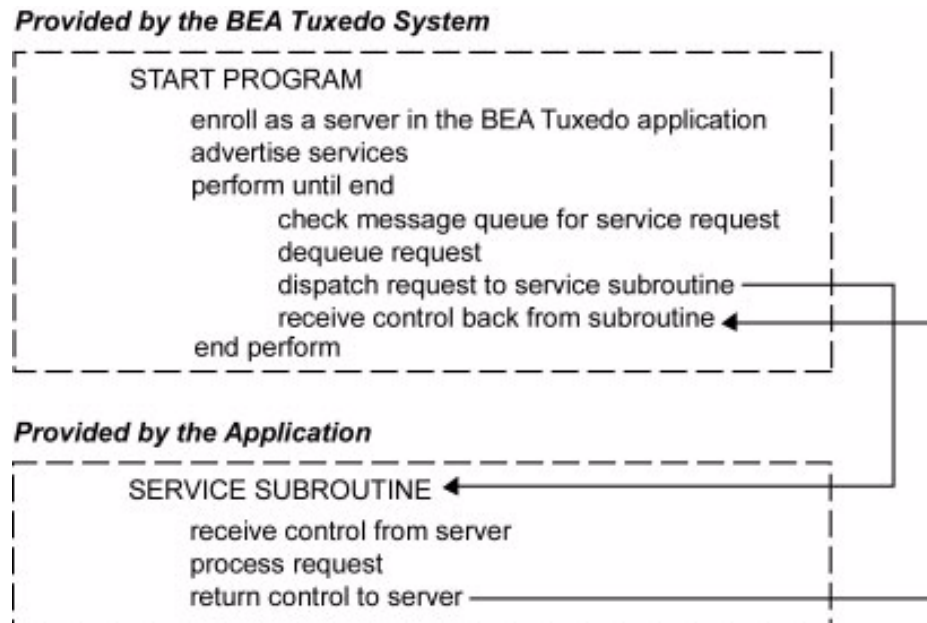 Provided by the BEA Tuxedo System
START PROGRAM
enroll as a server in the BEA Tuxedo application
advertise services
perform until end
check message queue for service request
dequeue request
dispatch request to service subroutine
receive control back from subroutine
end perform
Provided by the Application
SERVICE SUBROUTINE
receive control from server
process request
return control to server